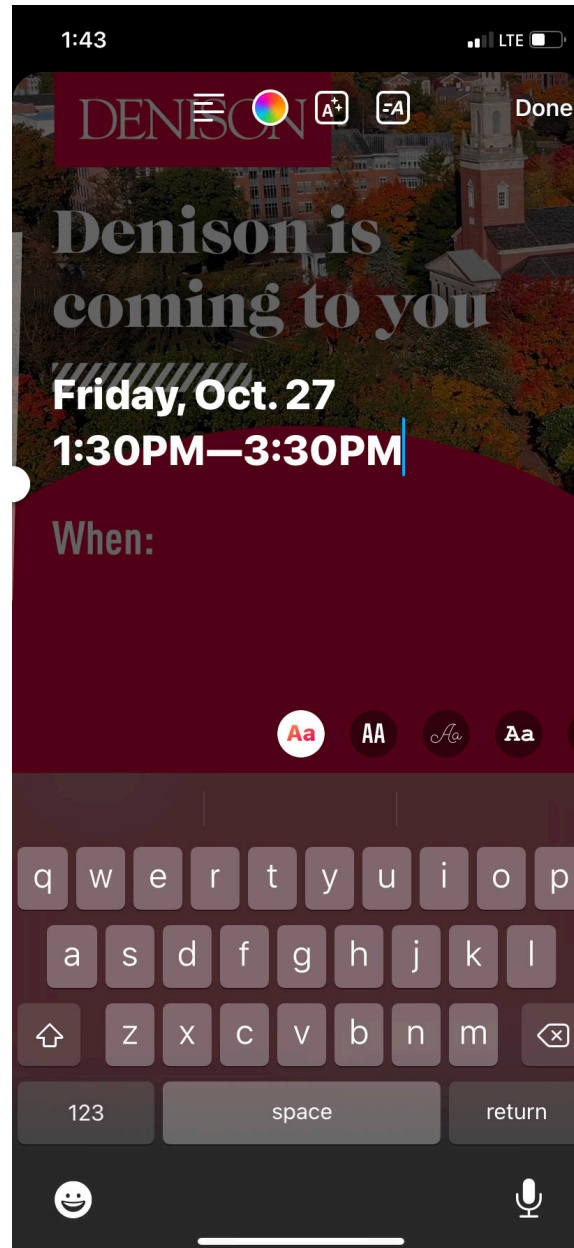 1:43
LTE
DENISON
A
A
Done
Denison is
coming to you
Friday, Oct. 27
1:30PM—3:30PM
When:
Aa
AA
Aa
Aa
q w e r t y u i o p
a s d f g h j k l
z x c v b n m
123
space
return